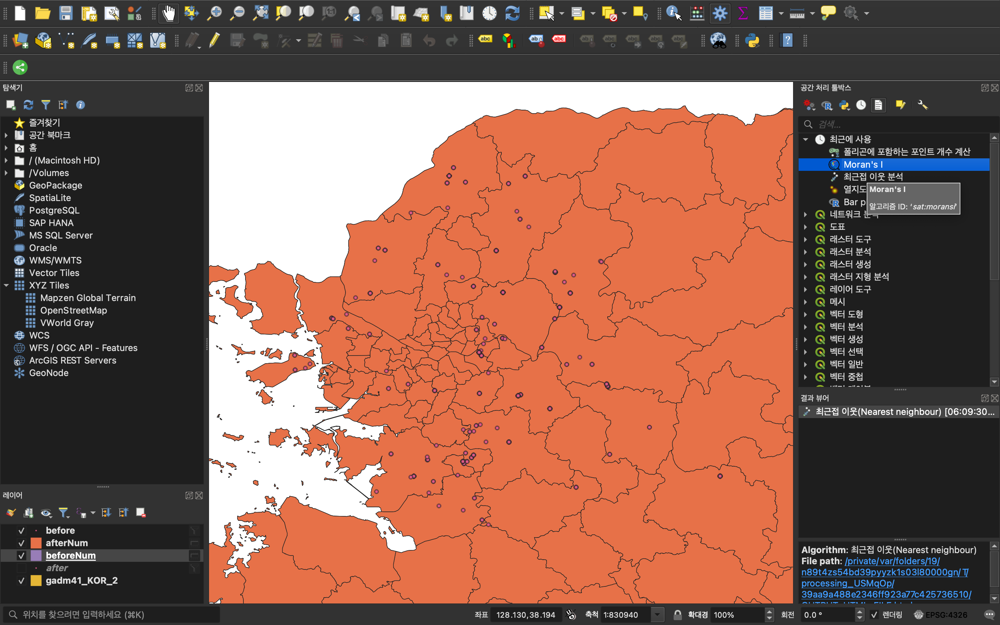 탐색기
즐겨찾기
공간 북마크
홈
/ (Macintosh HD)
/Volumes
GeoPackage
SpatiaLite
PostgreSQL
SAP HANA
MS SQL Server
Oracle
WMS/WMTS
Vector Tiles
XYZ Tiles
Mapzen Global Terrain
OpenStreetMap
VWorld Gray
WCS
WFS / OGC API - Features
ArcGIS REST Servers
GeoNode
레이어
before
afterNum
beforeNum
after
gadm41_KOR_2
공간 처리 툴박스
검색...
최근에 사용
폴리곤에 포함하는 포인트 개수 계산
Moran's I
최근접 이웃 분석
열지도
Bar p
Moran's I
알고리즘 ID: 'sat:moransi'
네트워크 분석
도표
래스터 도구
래스터 분석
래스터 생성
래스터 지형 분석
레이어 도구
메시
벡터 도형
벡터 분석
벡터 생성
벡터 선택
벡터 일반
벡터 중첩
결과 뷰어
최근접 이웃(Nearest neighbour) [06:09:30...
Algorithm: 최근접 이웃(Nearest neighbour)
File path: /private/var/folders/19/
n89t4zs54bd39pyyzk1s03l80000gn/T/
processing_USMqOp/
39aa9a488e2346ff923a77c425736510/
위치를 찾으려면 입력하세요 (⌘K)
좌표 128.130,38.194 축척 1:830940 확대경 100% 회전 0.0 ° 렌더링 EPSG:4326